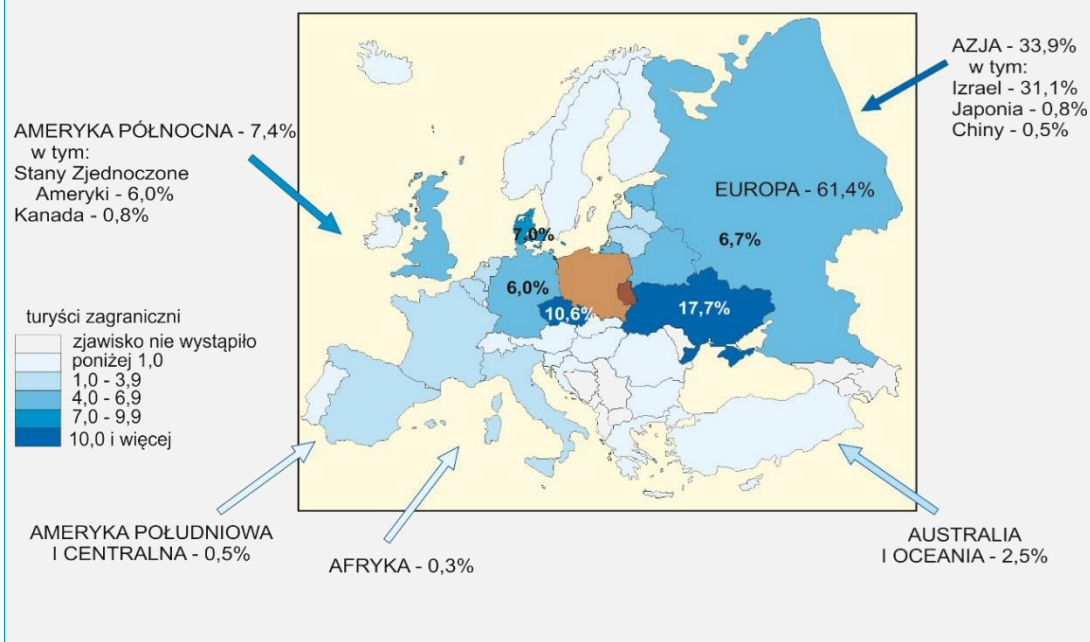 AZJA - 33,9%
w tym:
Izrael - 31,1%
Japonia - 0,8%
Chiny - 0,5%
AMERYKA PÓŁNOCNA - 7,4%
w tym:
Stany Zjednoczone
Ameryki - 6,0%
Kanada - 0,8%
EUROPA - 61,4%
6,7%
7,0%
6,0%
10,6%
17,7%
turyści zagraniczni
zjawisko nie wystąpiło
poniżej 1,0
1,0 - 3,9
4,0 - 6,9
7,0 - 9,9
10,0 i więcej
AMERYKA POŁUDNIOWA
I CENTRALNA - 0,5%
AFRYKA - 0,3%
AUSTRALIA
I OCEANIA - 2,5%